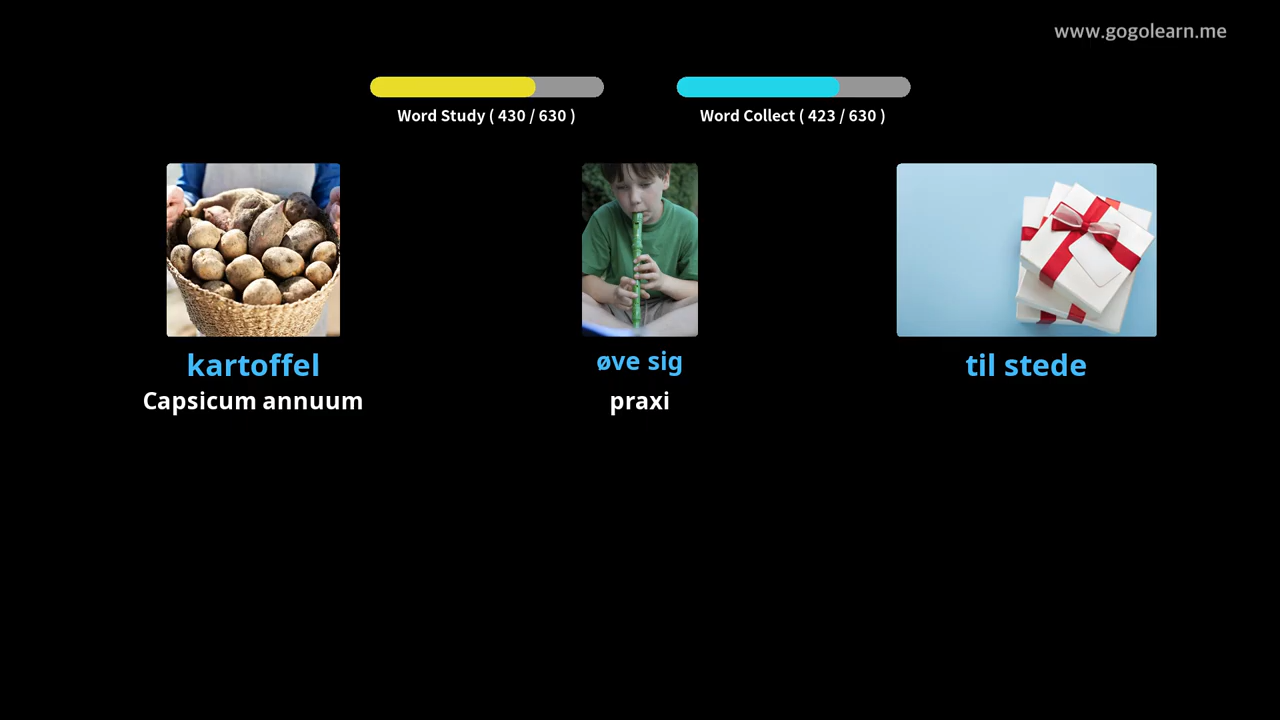 www.gogolearn.me
Word Study ( 430 / 630 )
Word Collect ( 423 / 630 )
kartoffel
øve sig
til stede
Capsicum annuum
praxi